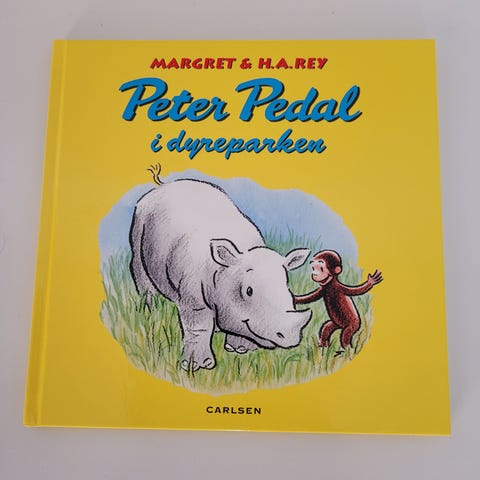 MARGRET & H.A.REY
Peter Pedal
i dyreparken
CARLSEN